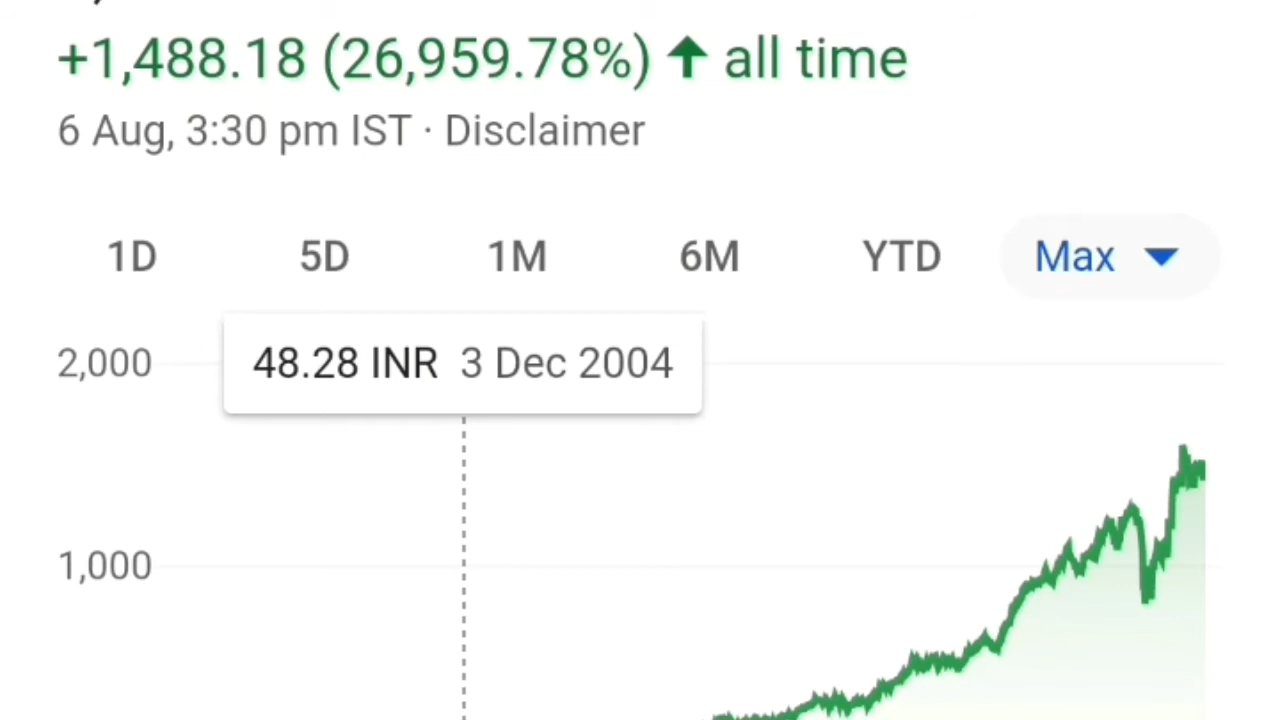 +1,488.18 (26,959.78%) ↑ all time
6 Aug, 3:30 pm IST · Disclaimer
1D 5D 1M 6M YTD Max
2,000
48.28 INR 3 Dec 2004
1,000